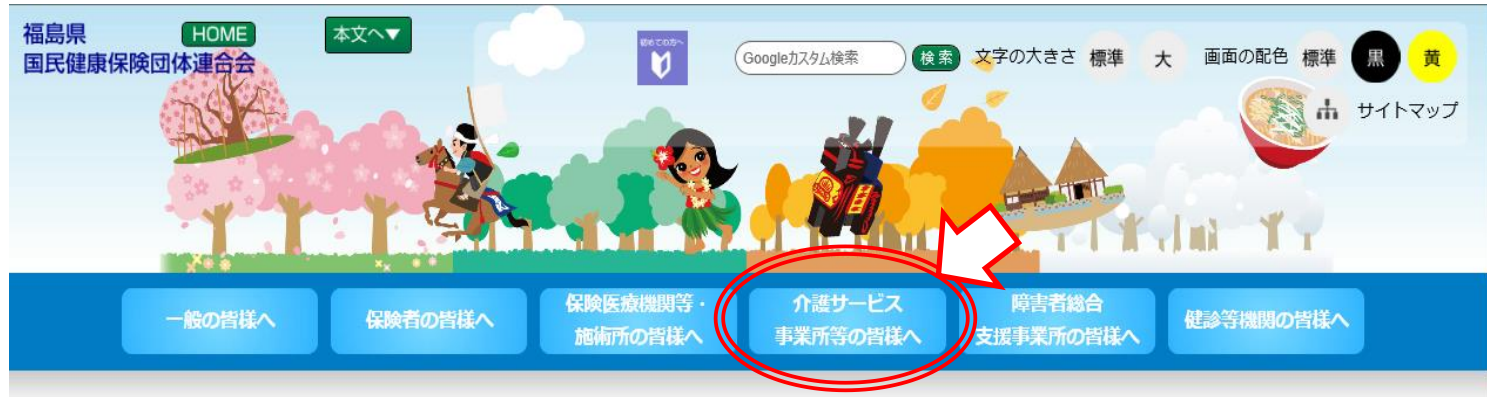 福島県
国民健康保険団体連合会
HOME
本文へ▼
初めての方へ
Googleカスタム検索
検索
文字の大きさ 標準 大
画面の配色 標準 黒 黄
サイトマップ
一般の皆様へ
保険者の皆様へ
保険医療機関等・
施術所の皆様へ
介護サービス
事業所等の皆様へ
障害者総合
支援事業所の皆様へ
健診等機関の皆様へ